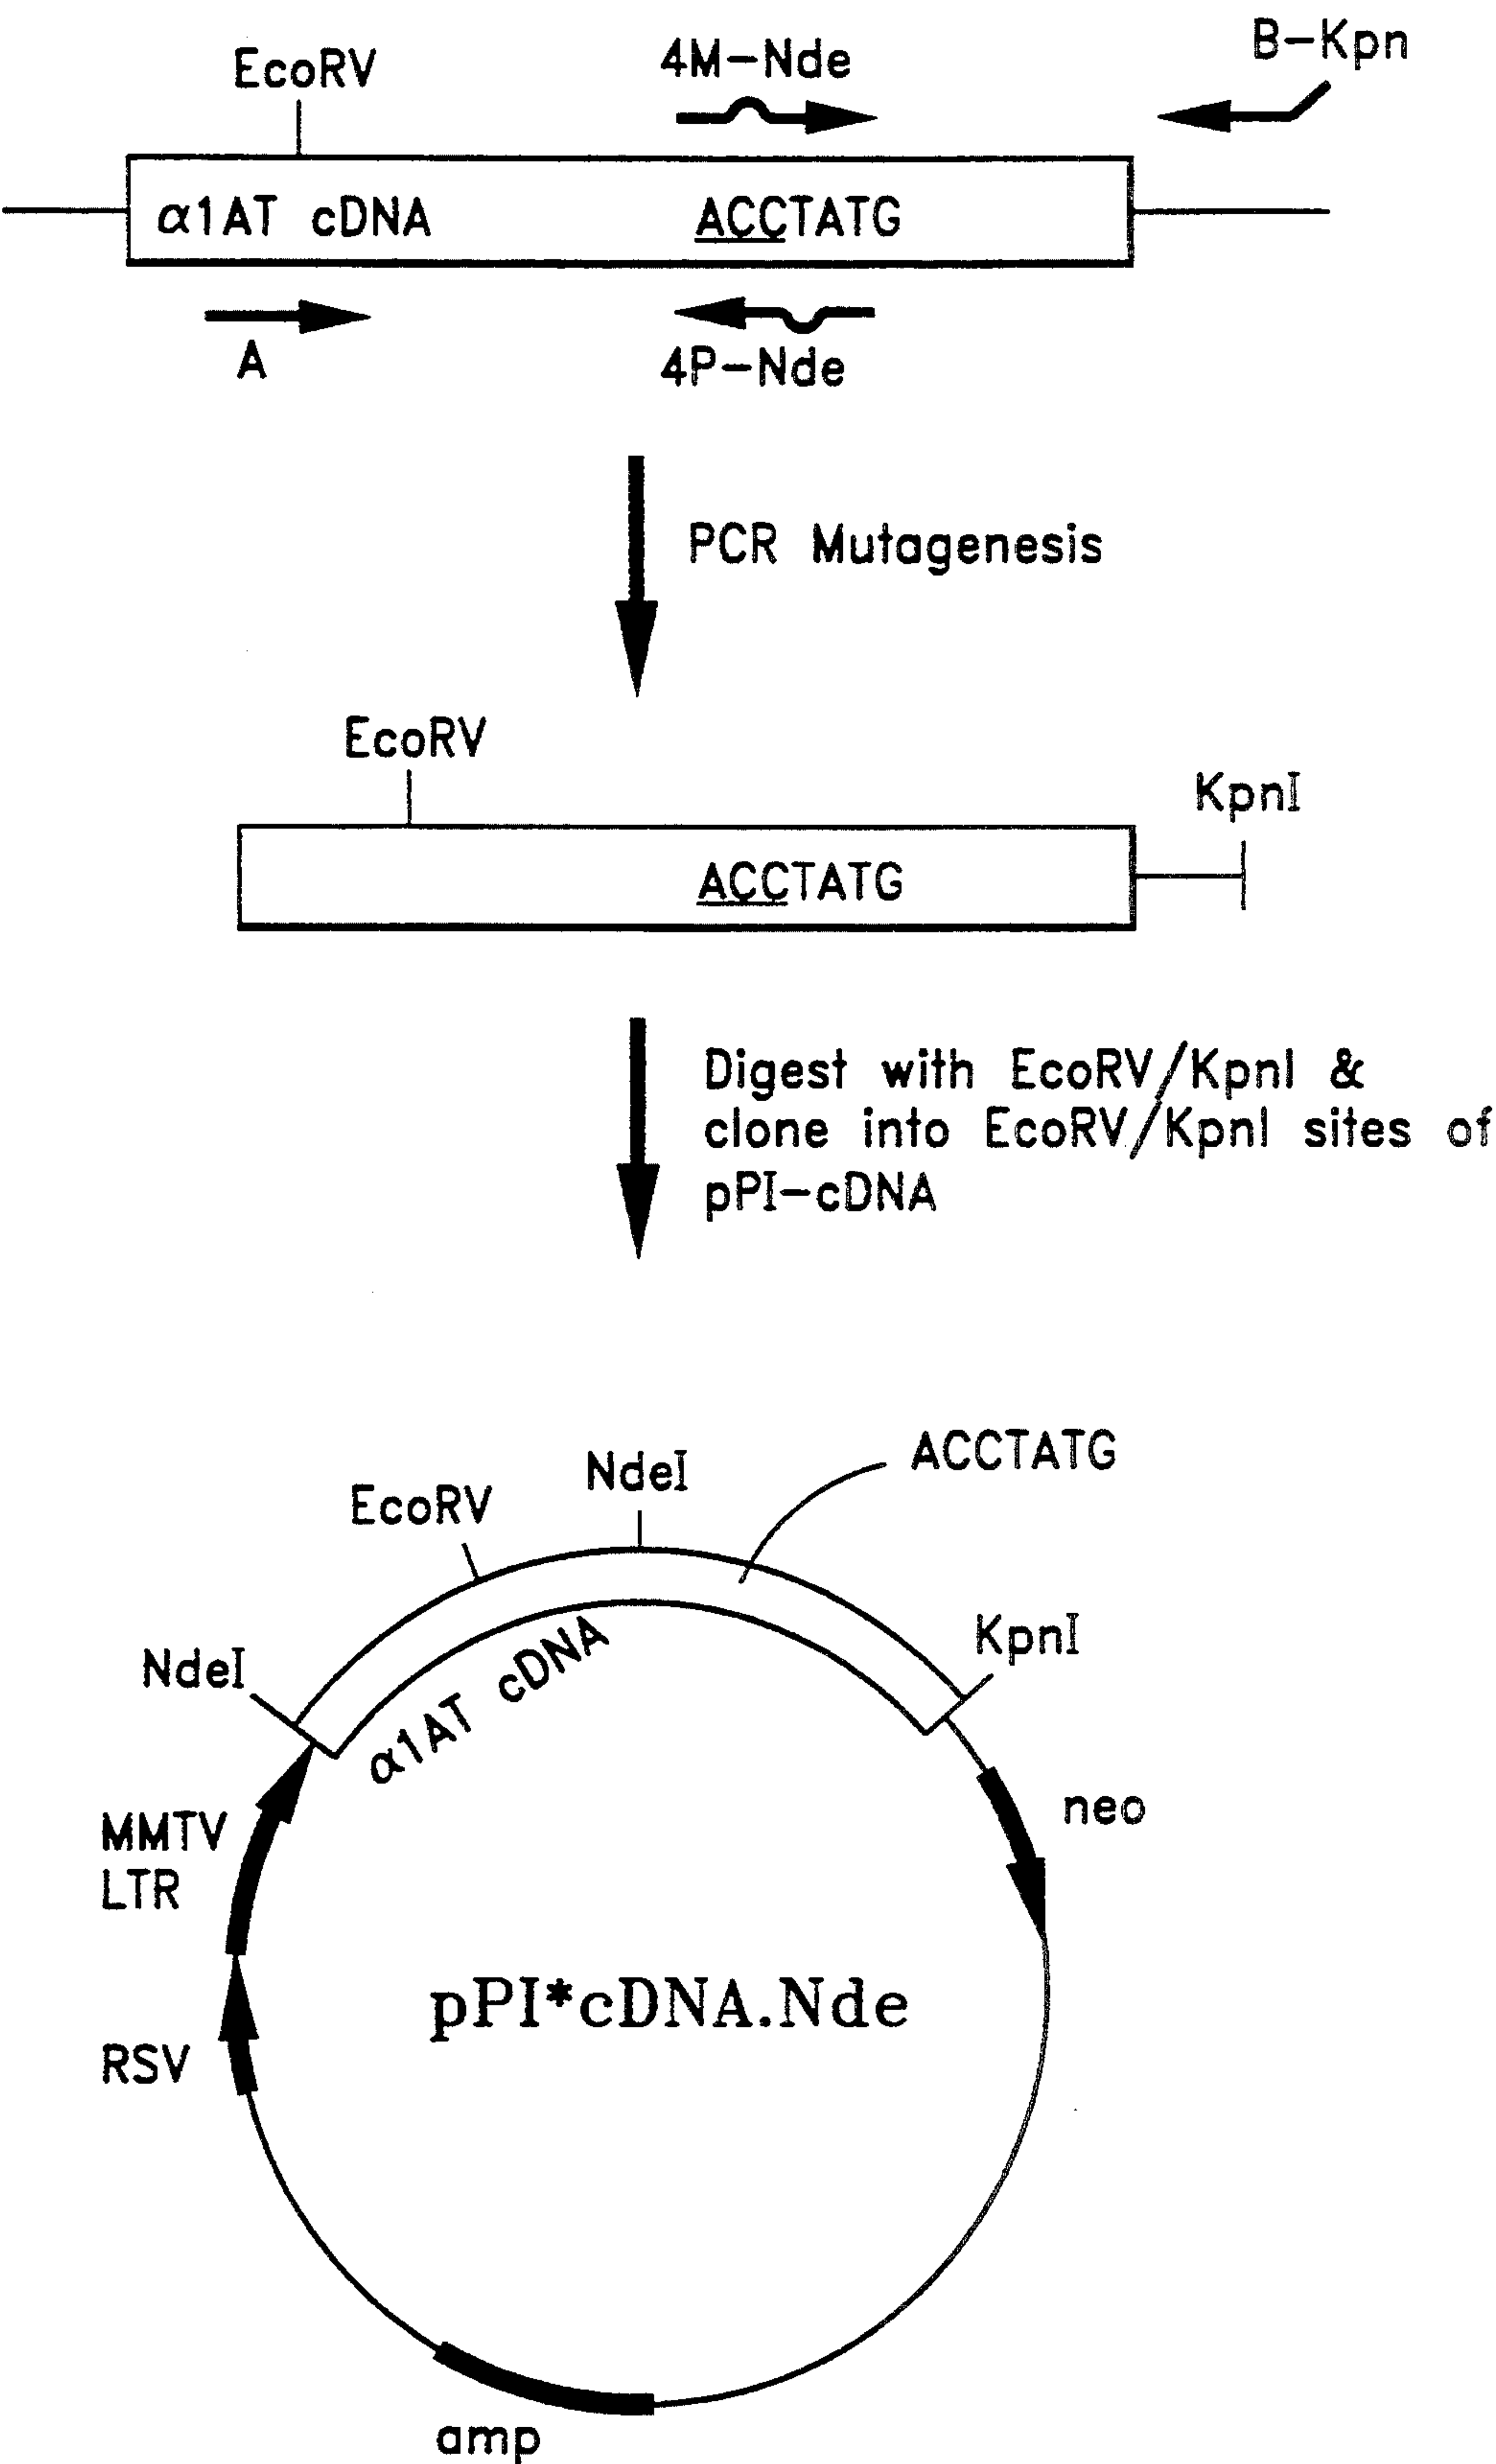 EcoRV
4M-Nde
B-Kpn
α1AT cDNA
ACCTATG
A
4P-Nde
PCR Mutagenesis
EcoRV
KpnI
ACCTATG
Digest with EcoRV/KpnI &
clone into EcoRV/KpnI sites of
pPI-cDNA
ACCTATG
NdeI
EcoRV
KpnI
NdeI
α1AT cDNA
neo
MMTV
LTR
pPI*cDNA.Nde
RSV
amp